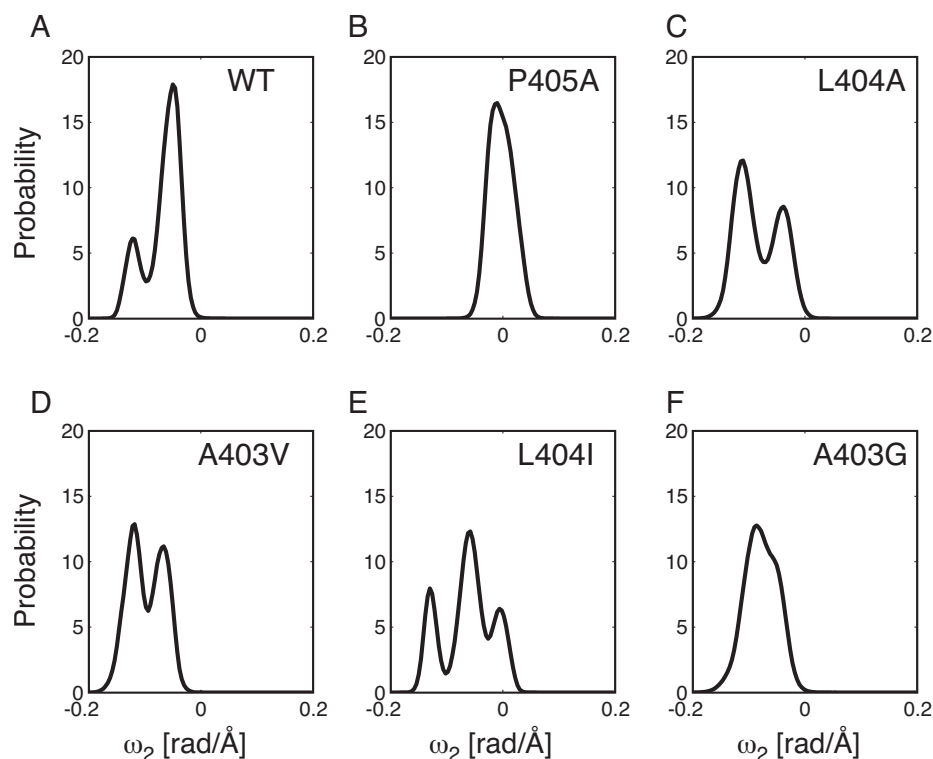 A B C
20 20 20
WT P405A L404A
15 15 15
Probability
10 10 10
5 5 5
0 0 0
-0.2 0 0.2 -0.2 0 0.2 -0.2 0 0.2
D E F
20 20 20
A403V L404I A403G
15 15 15
Probability
10 10 10
5 5 5
0 0 0
-0.2 0 0.2 -0.2 0 0.2 -0.2 0 0.2
ω₂ [rad/Å] ω₂ [rad/Å] ω₂ [rad/Å]